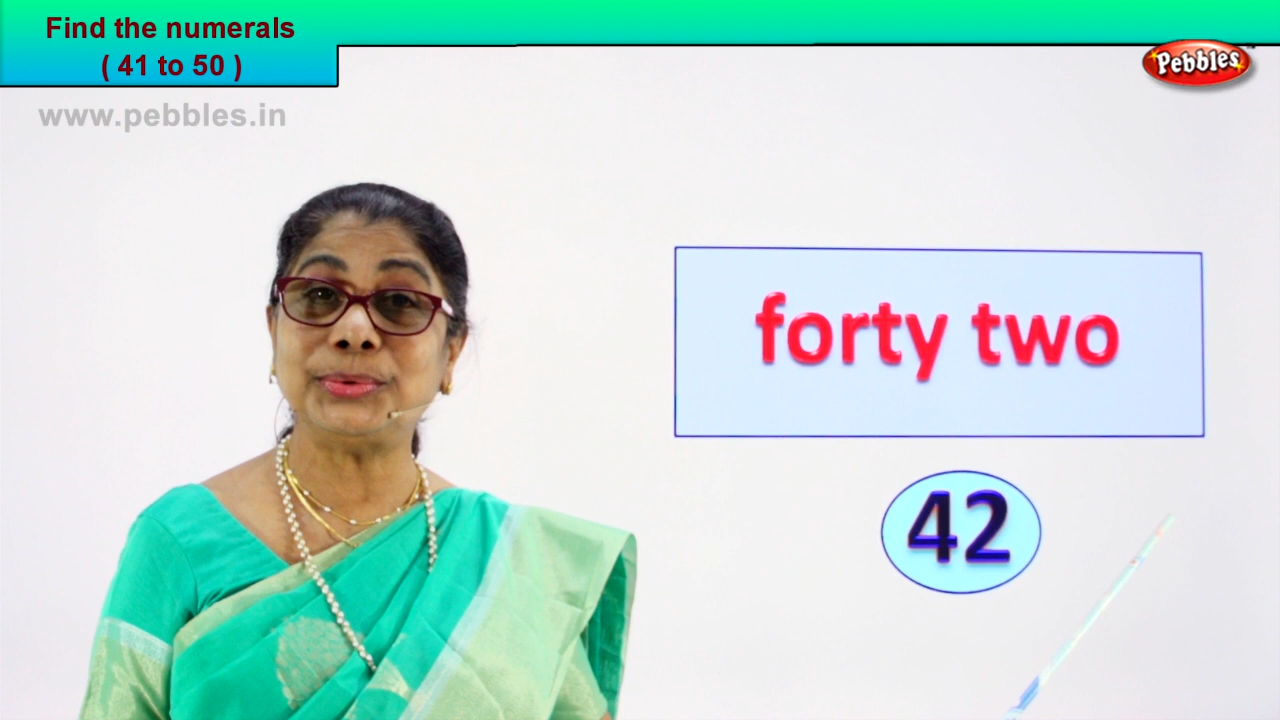 Find the numerals
( 41 to 50 )
Pebbles
www.pebbles.in
forty two
42